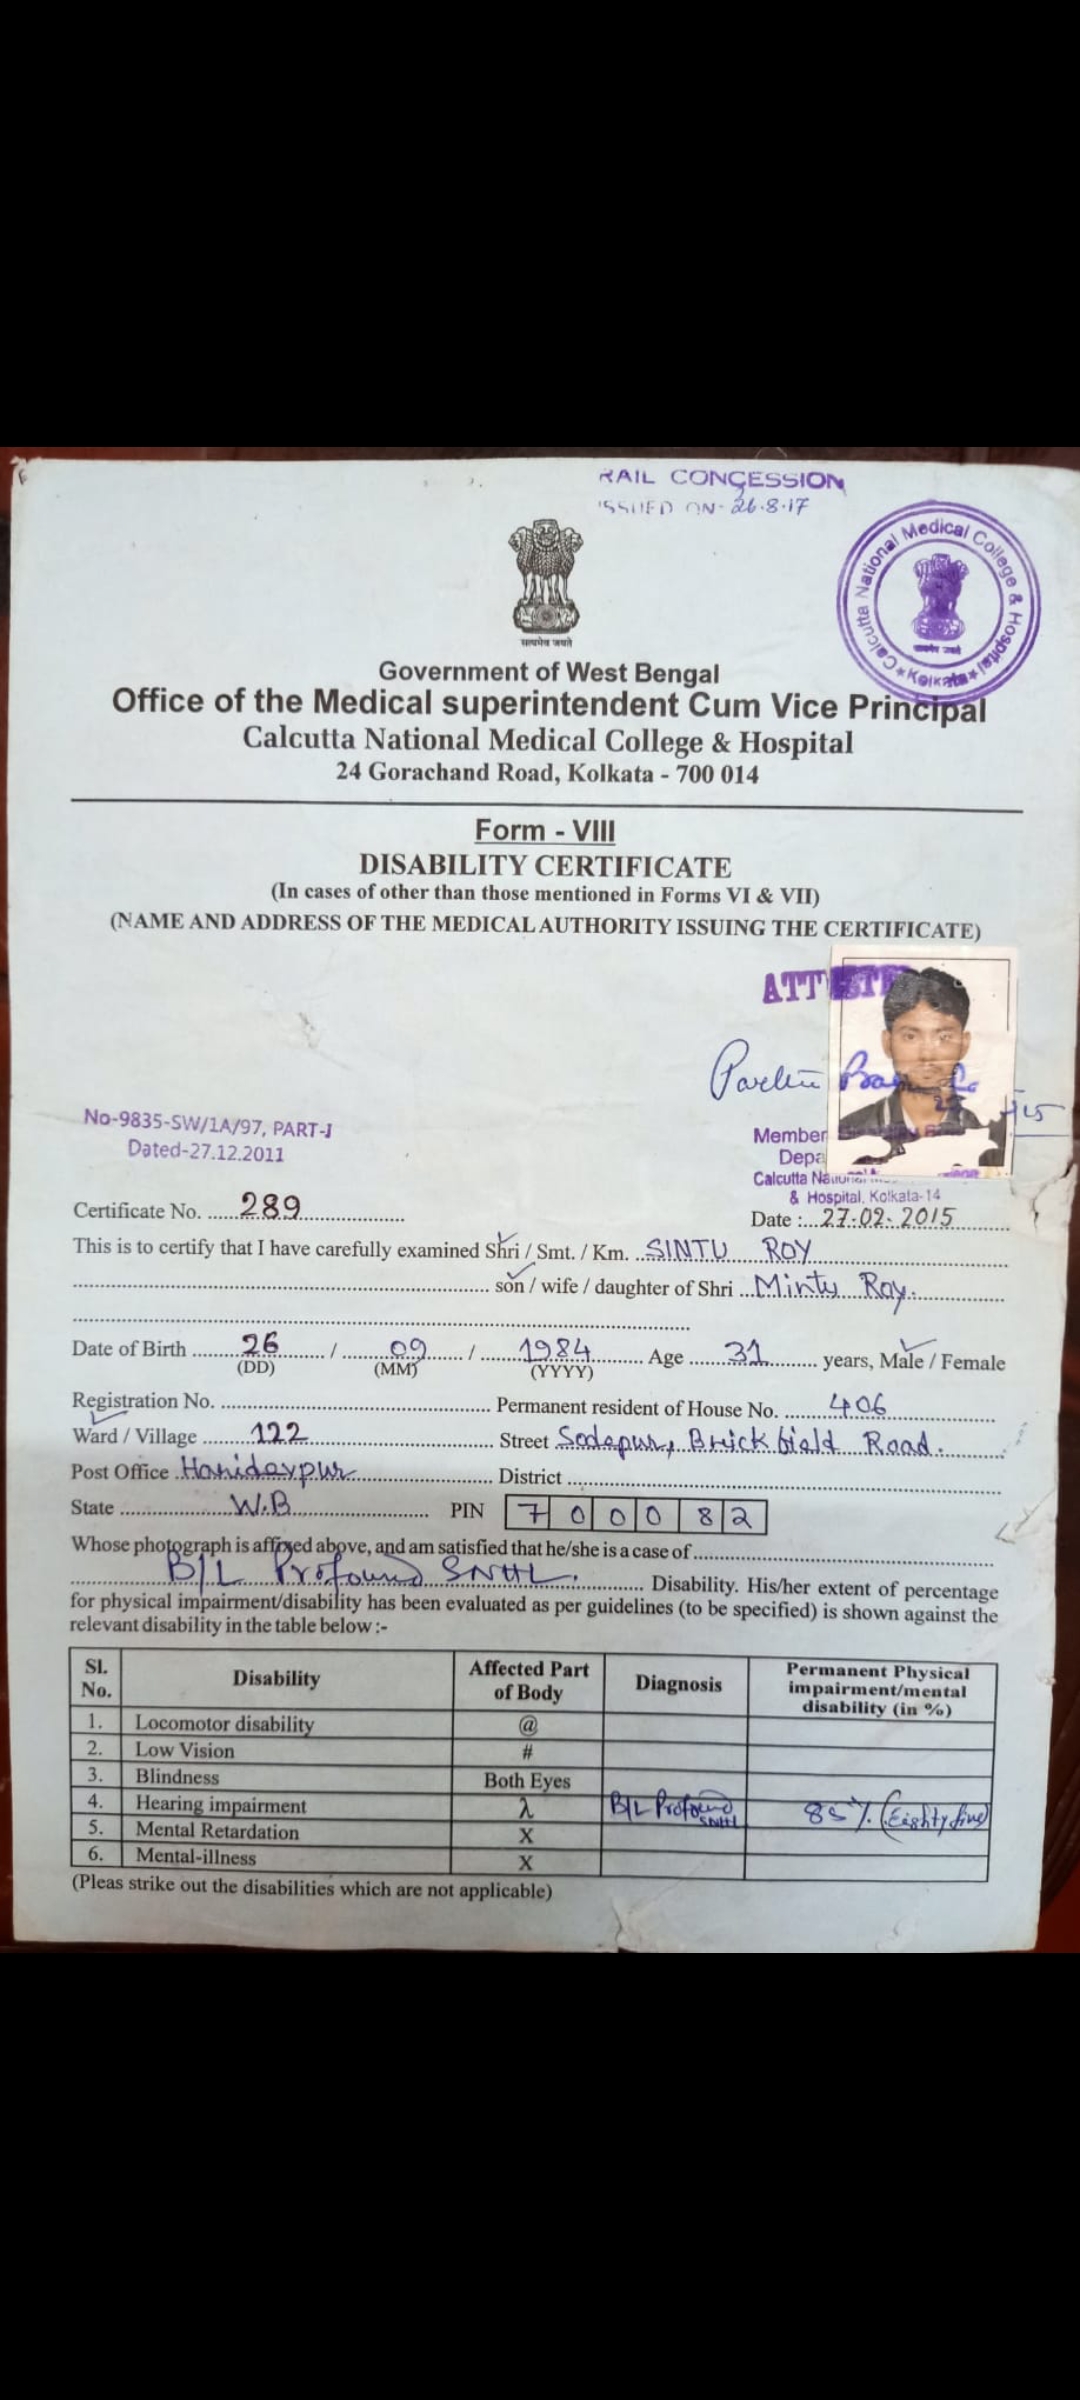 RAIL CONCESSION
ISSUED ON- 26.8.17
Calcutta National Medical College & Hospital
★ Kolkata ★
सत्यमेव जयते
Government of West Bengal
Office of the Medical superintendent Cum Vice Principal
Calcutta National Medical College & Hospital
24 Gorachand Road, Kolkata - 700 014
Form - VIII
DISABILITY CERTIFICATE
(In cases of other than those mentioned in Forms VI & VII)
(NAME AND ADDRESS OF THE MEDICAL AUTHORITY ISSUING THE CERTIFICATE)
No-9835-SW/1A/97, PART-I
Dated-27.12.2011
Member
Calcutta
& Hospital, Kolkata-14
Certificate No. 289
Date : 27-02-2015
This is to certify that I have carefully examined Shri / Smt. / Km. SINTU ROY
son / wife / daughter of Shri Mintu Roy.
Date of Birth 26 / 09 / 1984 Age 31 years, Male / Female
(DD) (MM) (YYYY)
Registration No. Permanent resident of House No. 406
Ward / Village 122 Street Sodepur, Brick field Road.
Post Office Haridevpur District
State W.B PIN 700082
Whose photograph is affixed above, and am satisfied that he/she is a case of
B/L Profound SNHL. Disability. His/her extent of percentage
for physical impairment/disability has been evaluated as per guidelines (to be specified) is shown against the
relevant disability in the table below :-
Sl. No. Disability Affected Part of Body Diagnosis Permanent Physical impairment/mental disability (in %)
1. Locomotor disability @
2. Low Vision #
3. Blindness Both Eyes
4. Hearing impairment λ B/L Profound SNHL 85% (Eighty five)
5. Mental Retardation X
6. Mental-illness X
(Pleas strike out the disabilities which are not applicable)